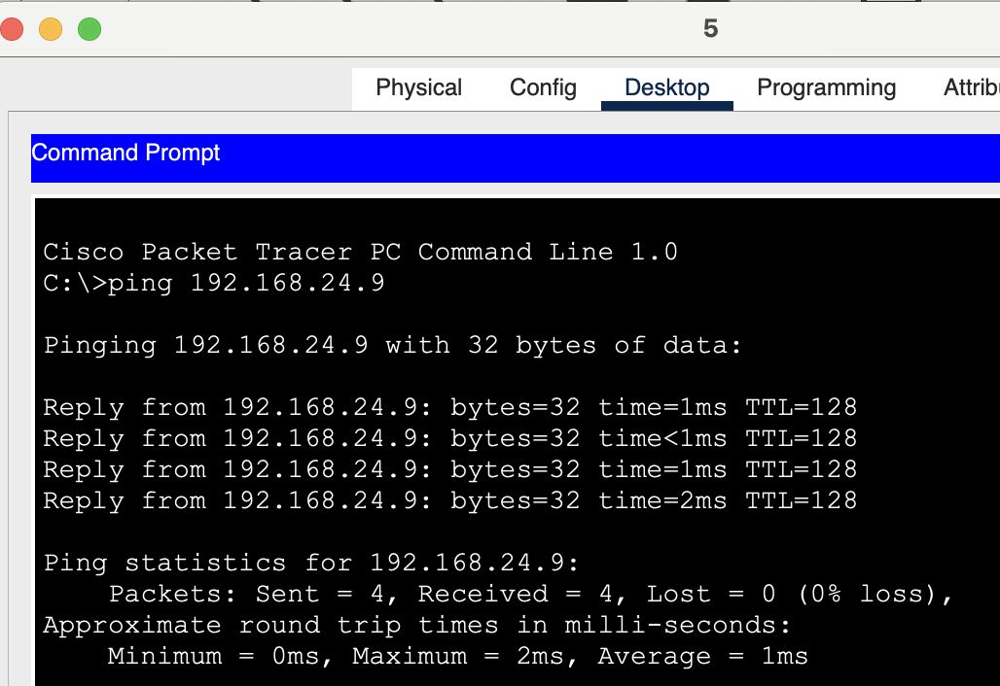 5
Physical Config Desktop Programming Attrib
Command Prompt
Cisco Packet Tracer PC Command Line 1.0
C:\>ping 192.168.24.9
Pinging 192.168.24.9 with 32 bytes of data:
Reply from 192.168.24.9: bytes=32 time=1ms TTL=128
Reply from 192.168.24.9: bytes=32 time<1ms TTL=128
Reply from 192.168.24.9: bytes=32 time=1ms TTL=128
Reply from 192.168.24.9: bytes=32 time=2ms TTL=128
Ping statistics for 192.168.24.9:
Packets: Sent = 4, Received = 4, Lost = 0 (0% loss),
Approximate round trip times in milli-seconds:
Minimum = 0ms, Maximum = 2ms, Average = 1ms